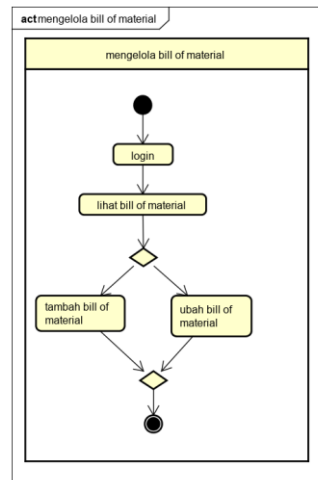 act mengelola bill of material
mengelola bill of material
login
lihat bill of material
tambah bill of
material
ubah bill of
material